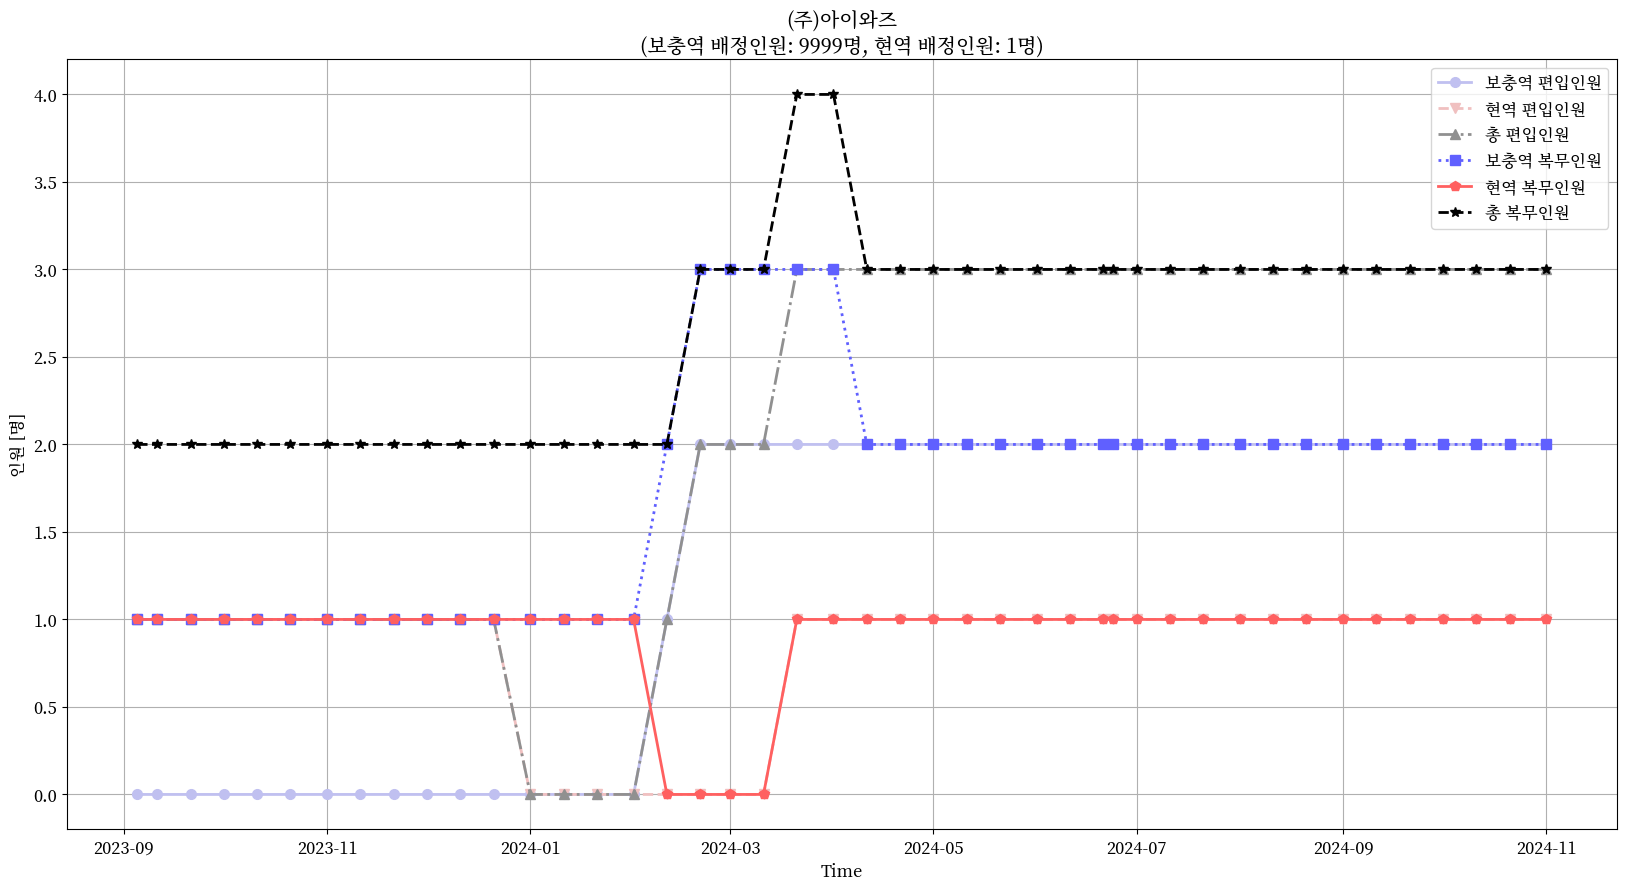 (주)아이와즈
(보충역 배정인원: 9999명, 현역 배정인원: 1명)
보충역 편입인원
현역 편입인원
총 편입인원
보충역 복무인원
현역 복무인원
총 복무인원
인원 [명]
4.0
3.5
3.0
2.5
2.0
1.5
1.0
0.5
0.0
2023-09
2023-11
2024-01
2024-03
2024-05
2024-07
2024-09
2024-11
Time